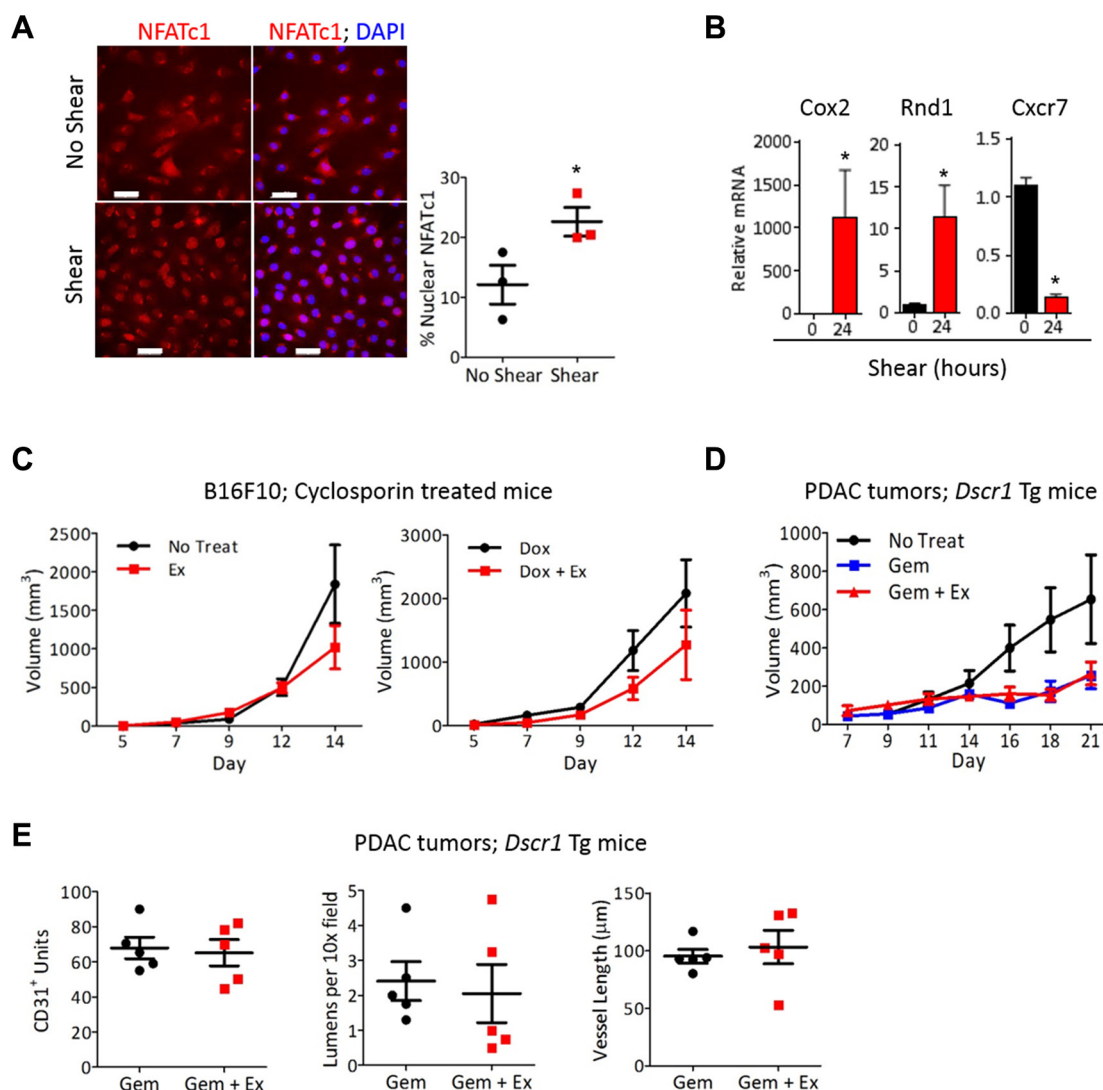 A
NFATc1
NFATc1; DAPI
No Shear
Shear
% Nuclear NFATc1
30
20
10
0
No Shear
Shear
*
B
Cox2
Rnd1
Cxcr7
Relative mRNA
2000
1500
1000
500
0
*
0
24
20
15
10
5
0
*
0
24
1.5
1.0
0.5
0.0
*
0
24
Shear (hours)
C
B16F10; Cyclosporin treated mice
Volume (mm³)
2500
2000
1500
1000
500
0
No Treat
Ex
5
7
9
12
14
Day
Volume (mm³)
3000
2000
1000
0
Dox
Dox + Ex
5
7
9
12
14
Day
D
PDAC tumors; Dscr1 Tg mice
Volume (mm³)
1000
800
600
400
200
0
No Treat
Gem
Gem + Ex
7
9
11
14
16
18
21
Day
E
PDAC tumors; Dscr1 Tg mice
CD31⁺ Units
100
80
60
40
20
0
Gem
Gem + Ex
Lumens per 10x field
5
4
3
2
1
0
Gem
Gem + Ex
Vessel Length (µm)
150
100
50
0
Gem
Gem + Ex